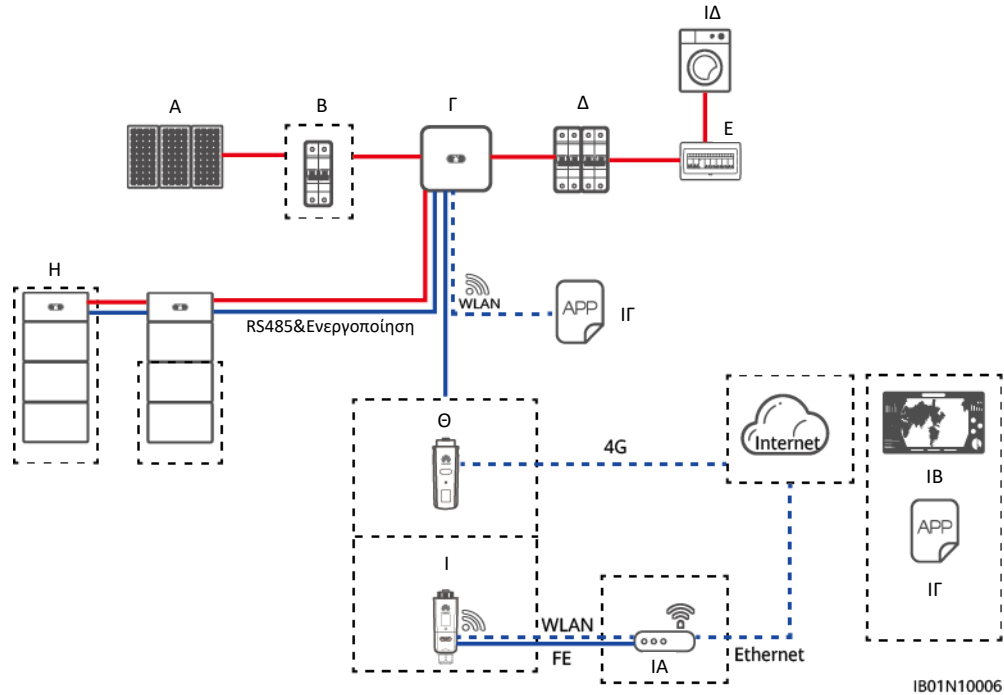 ΙΔ
Α
Β
Γ
Δ
Ε
Η
WLAN
APP
ΙΓ
RS485&Ενεργοποίηση
Θ
4G
Internet
ΙΒ
APP
ΙΓ
Ι
WLAN
FE
ΙΑ
Ethernet
IB01N10006